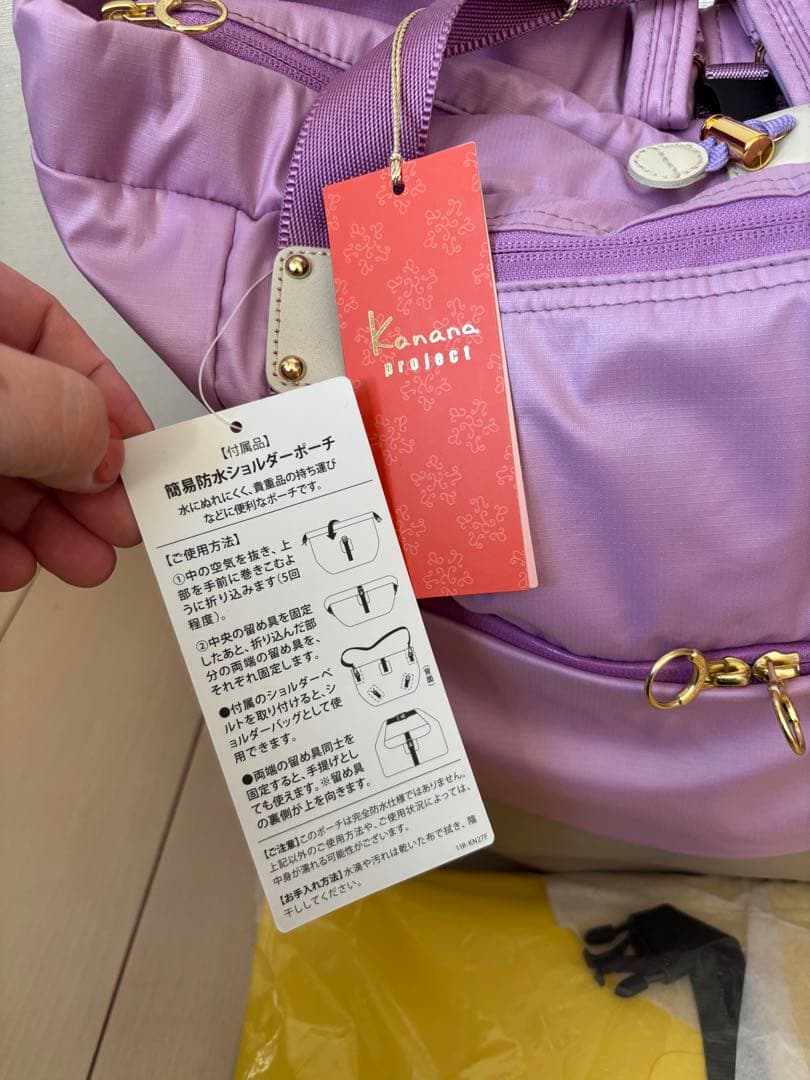 Kanana
project
【付属品】
簡易防水ショルダーポーチ
水にぬれにくく、貴重品の持ち運び
などに便利なポーチです。
【ご使用方法】
①中の空気を抜き、上
部を手前に巻きこむよ
うに折り込みます(5回
程度)。
②中央の留め具を固定
したあと、折り込んだ部
分の両端の留め具を、
それぞれ固定します。
(背面)
●付属のショルダーベ
ルトを取り付けると、シ
ョルダーバッグとして使
用できます。
●両端の留め具同士を
固定すると、手提げとし
ても使えます。※留め具
の裏側が上を向きます。
【ご注意】このポーチは完全防水仕様ではありません。
上記以外のご使用方法や、ご使用状況によっては、
中身が濡れる可能性がございます。
【お手入れ方法】水滴や汚れは乾いた布で拭き、陰
干ししてください。
11R-KN27F